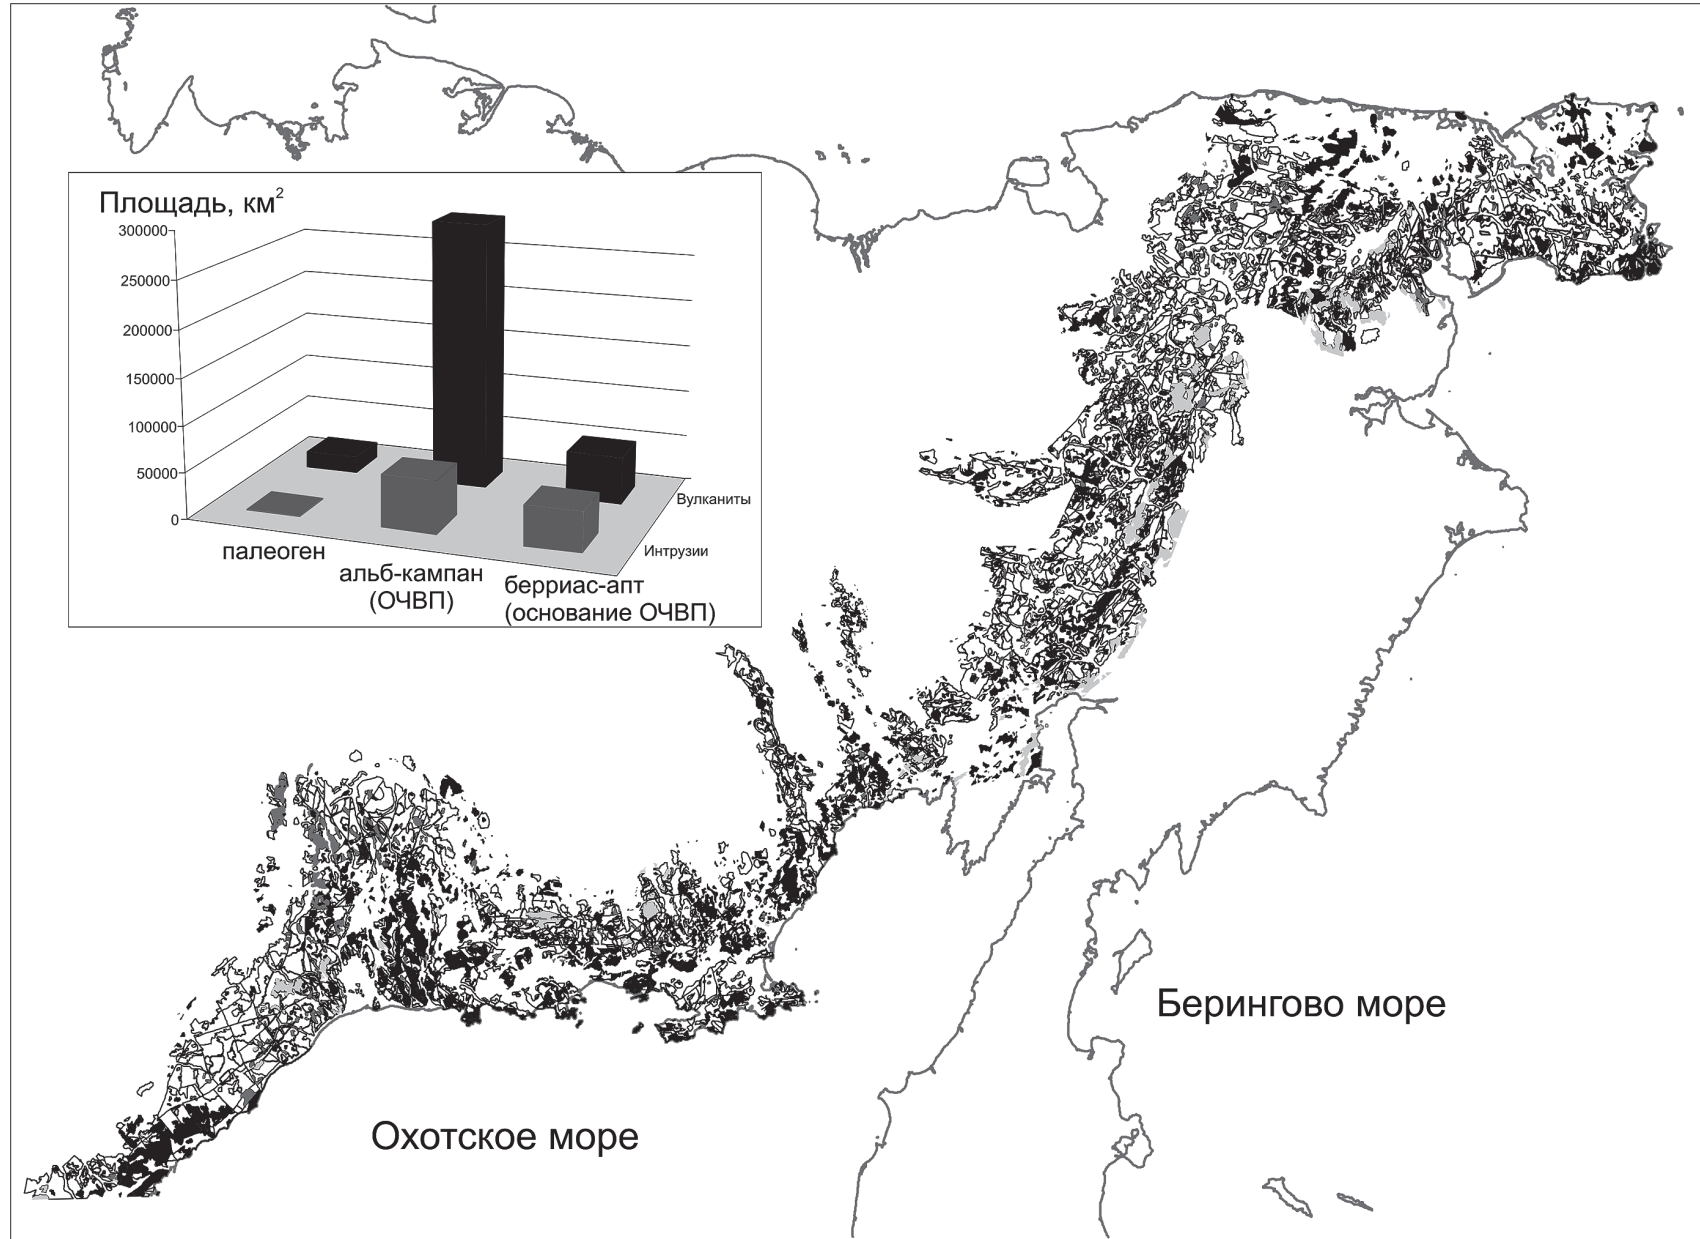 Площадь, км²
300000
250000
200000
150000
100000
50000
0
Вулканиты
Интрузии
палеоген
альб-кампан
(ОЧВП)
берриас-апт
(основание ОЧВП)
Берингово море
Охотское море